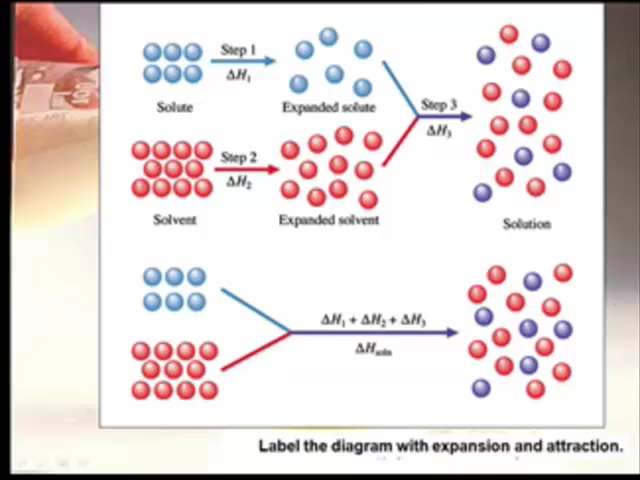 Step 1
ΔH₁
Solute
Expanded solute
Step 3
ΔH₃
Step 2
ΔH₂
Solvent
Expanded solvent
Solution
ΔH₁ + ΔH₂ + ΔH₃
ΔHsoln
Label the diagram with expansion and attraction.